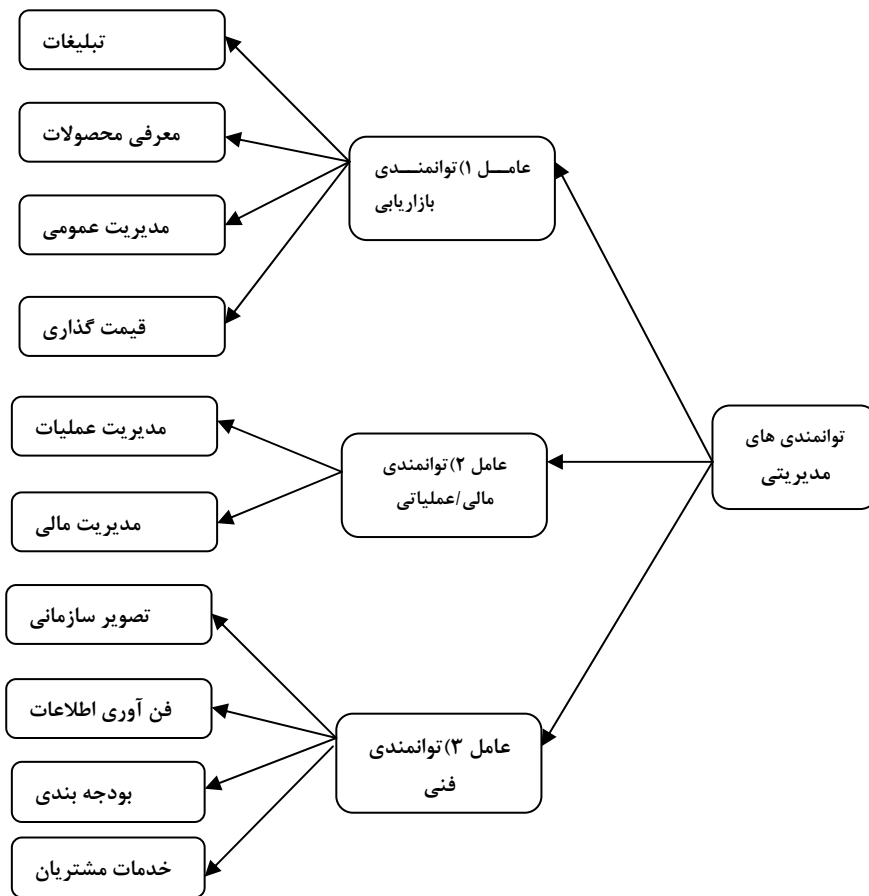 توانمندی های
مدیریتی
عامل ۱)توانمندی
بازاریابی
تبلیغات
معرفی محصولات
مدیریت عمومی
قیمت گذاری
عامل ۲)توانمندی
مالی/عملیاتی
مدیریت عملیات
مدیریت مالی
عامل ۳)توانمندی
فنی
تصویر سازمانی
فن آوری اطلاعات
بودجه بندی
خدمات مشتریان